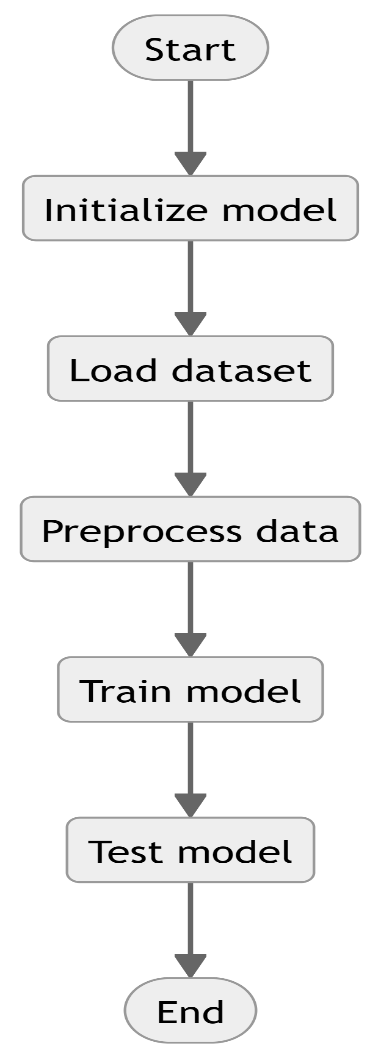 Start
Initialize model
Load dataset
Preprocess data
Train model
Test model
End